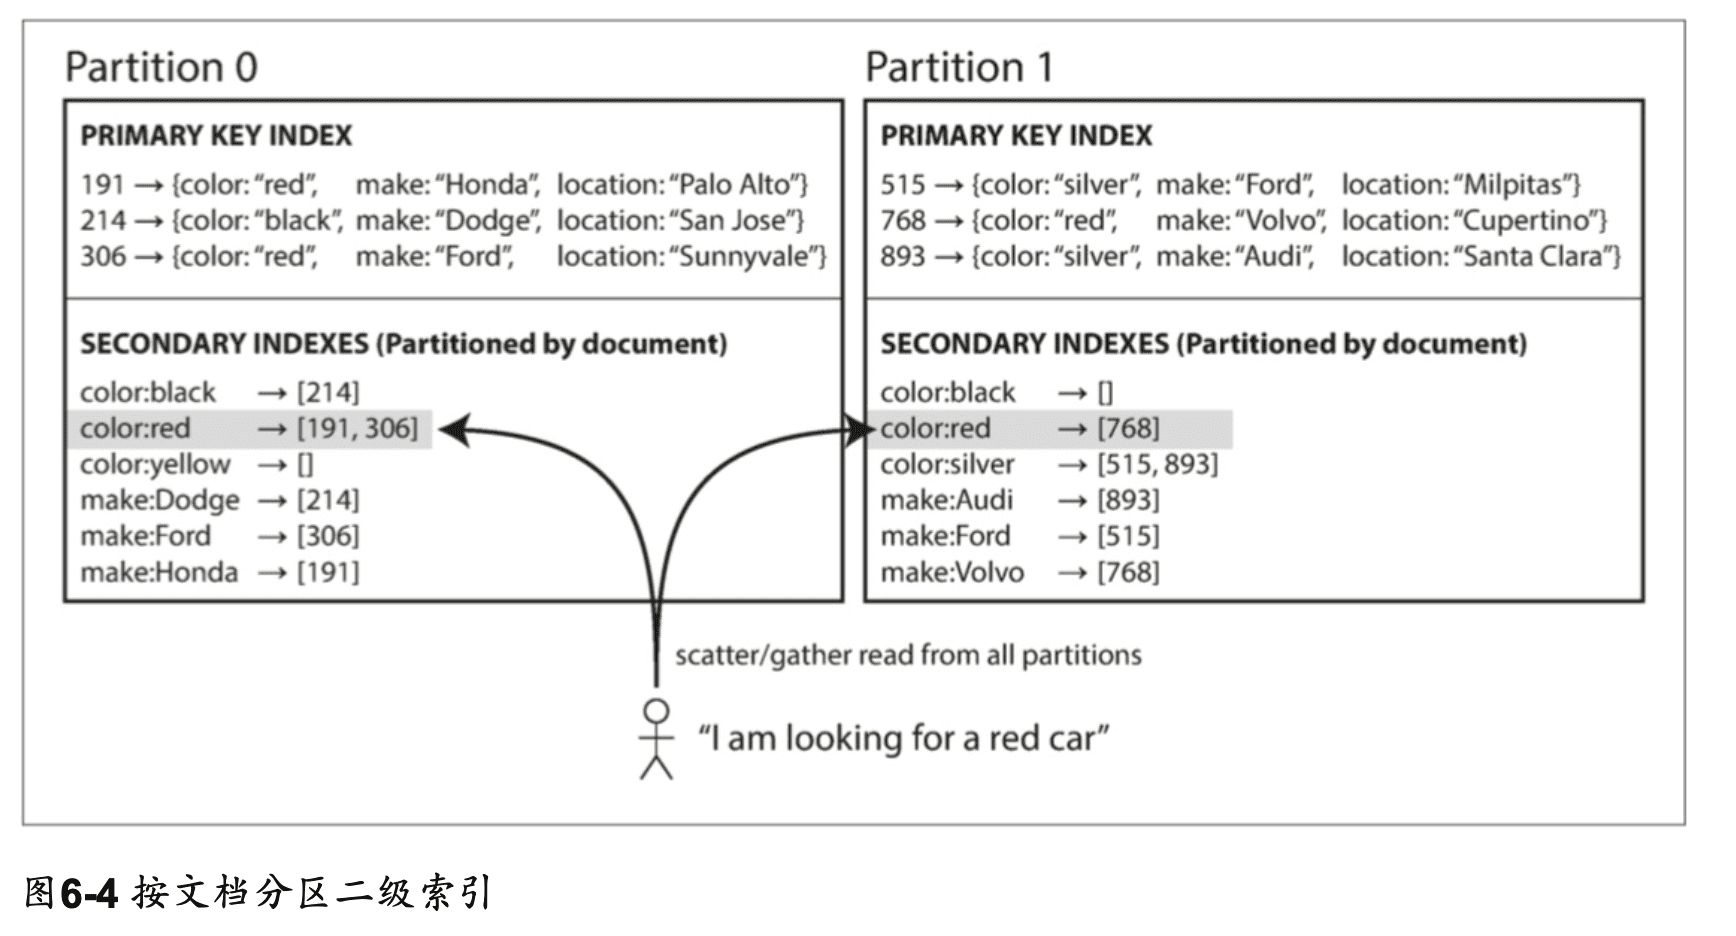 Partition 0
PRIMARY KEY INDEX
191 → {color: “red”, make: “Honda”, location: “Palo Alto”}
214 → {color: “black”, make: “Dodge”, location: “San Jose”}
306 → {color: “red”, make: “Ford”, location: “Sunnyvale”}
SECONDARY INDEXES (Partitioned by document)
color:black → [214]
color:red → [191, 306]
color:yellow → []
make:Dodge → [214]
make:Ford → [306]
make:Honda → [191]
Partition 1
PRIMARY KEY INDEX
515 → {color: “silver”, make: “Ford”, location: “Milpitas”}
768 → {color: “red”, make: “Volvo”, location: “Cupertino”}
893 → {color: “silver”, make: “Audi”, location: “Santa Clara”}
SECONDARY INDEXES (Partitioned by document)
color:black → []
color:red → [768]
color:silver → [515, 893]
make:Audi → [893]
make:Ford → [515]
make:Volvo → [768]
scatter/gather read from all partitions
“I am looking for a red car”
图6-4 按文档分区二级索引